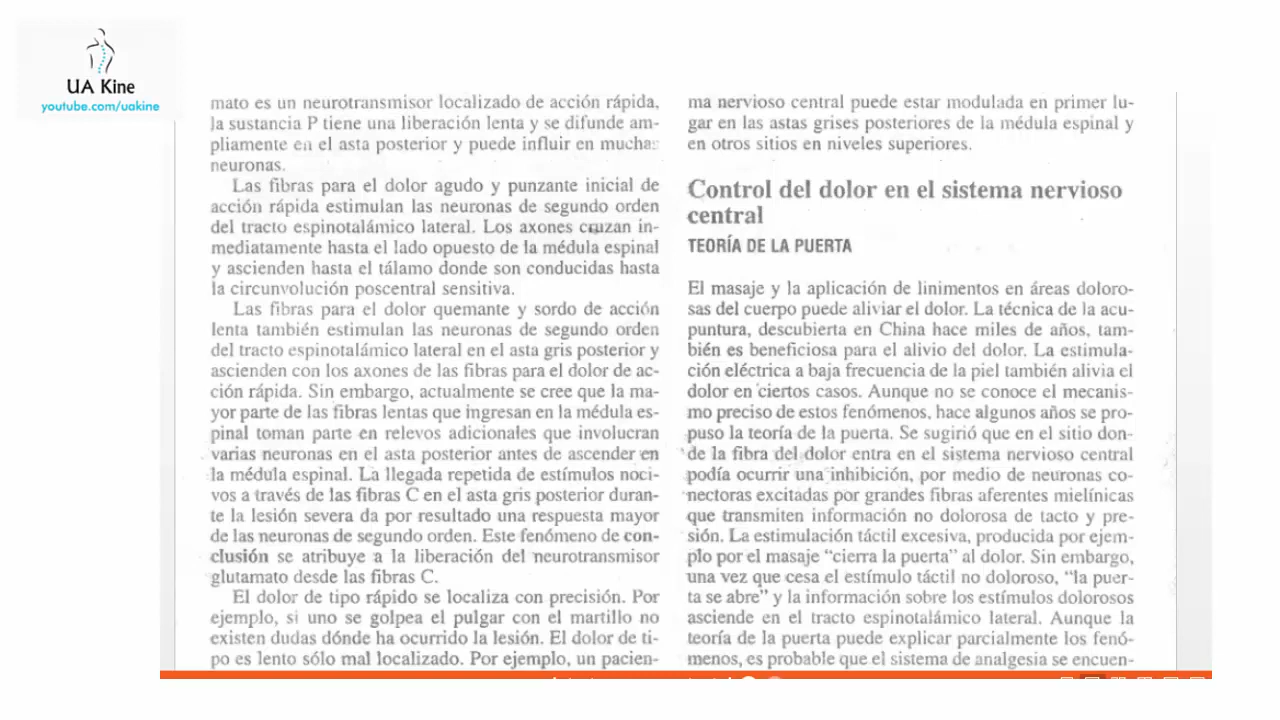 UA Kine
youtube.com/uakine
mato es un neurotransmisor localizado de acción rápida,
la sustancia P tiene una liberación lenta y se difunde am-
pliamente en el asta posterior y puede influir en muchas
neuronas.
Las fibras para el dolor agudo y punzante inicial de
acción rápida estimulan las neuronas de segundo orden
del tracto espinotalámico lateral. Los axones cruzan in-
mediatamente hasta el lado opuesto de la médula espinal
y ascienden hasta el tálamo donde son conducidas hasta
la circunvolución poscentral sensitiva.
Las fibras para el dolor quemante y sordo de acción
lenta también estimulan las neuronas de segundo orden
del tracto espinotalámico lateral en el asta gris posterior y
ascienden con los axones de las fibras para el dolor de ac-
ción rápida. Sin embargo, actualmente se cree que la ma-
yor parte de las fibras lentas que ingresan en la médula es-
pinal toman parte en relevos adicionales que involucran
varias neuronas en el asta posterior antes de ascender en
la médula espinal. La llegada repetida de estímulos noci-
vos a través de las fibras C en el asta gris posterior duran-
te la lesión severa da por resultado una respuesta mayor
de las neuronas de segundo orden. Este fenómeno de con-
clusión se atribuye a la liberación del neurotransmisor
glutamato desde las fibras C.
El dolor de tipo rápido se localiza con precisión. Por
ejemplo, si uno se golpea el pulgar con el martillo no
existen dudas dónde ha ocurrido la lesión. El dolor de ti-
po es lento sólo mal localizado. Por ejemplo, un pacien-
ma nervioso central puede estar modulada en primer lu-
gar en las astas grises posteriores de la médula espinal y
en otros sitios en niveles superiores.
Control del dolor en el sistema nervioso
central
TEORÍA DE LA PUERTA
El masaje y la aplicación de linimentos en áreas doloro-
sas del cuerpo puede aliviar el dolor. La técnica de la acu-
puntura, descubierta en China hace miles de años, tam-
bién es beneficiosa para el alivio del dolor. La estimula-
ción eléctrica a baja frecuencia de la piel también alivia el
dolor en ciertos casos. Aunque no se conoce el mecanis-
mo preciso de estos fenómenos, hace algunos años se pro-
puso la teoría de la puerta. Se sugirió que en el sitio don-
de la fibra del dolor entra en el sistema nervioso central
podía ocurrir una inhibición, por medio de neuronas co-
nectoras excitadas por grandes fibras aferentes mielínicas
que transmiten información no dolorosa de tacto y pre-
sión. La estimulación táctil excesiva, producida por ejem-
plo por el masaje “cierra la puerta” al dolor. Sin embargo,
una vez que cesa el estímulo táctil no doloroso, “la puer-
ta se abre” y la información sobre los estímulos dolorosos
asciende en el tracto espinotalámico lateral. Aunque la
teoría de la puerta puede explicar parcialmente los fenó-
menos, es probable que el sistema de analgesia se encuen-